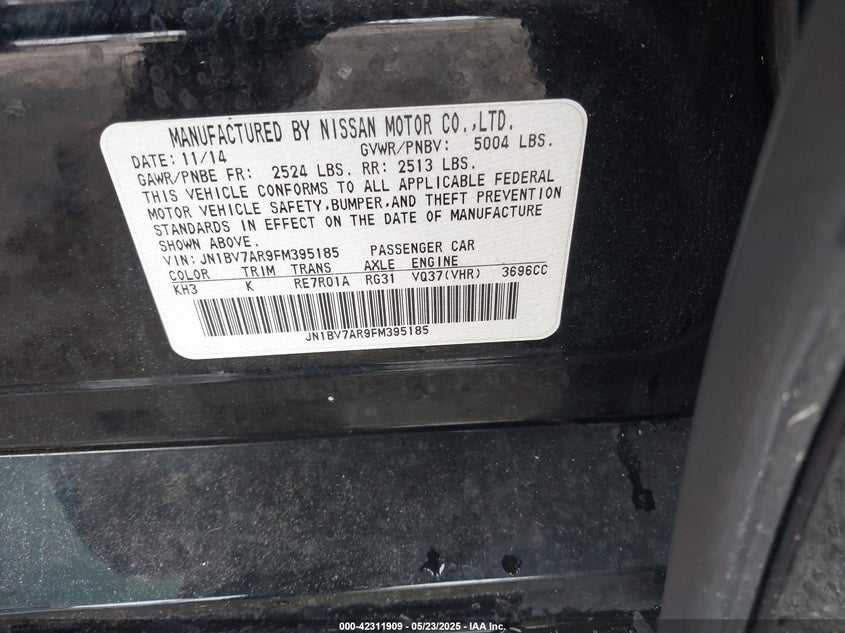 MANUFACTURED BY NISSAN MOTOR CO.,LTD.
DATE: 11/14 GVWR/PNBV: 5004 LBS.
GAWR/PNBE FR: 2524 LBS. RR: 2513 LBS.
THIS VEHICLE CONFORMS TO ALL APPLICABLE FEDERAL
MOTOR VEHICLE SAFETY,BUMPER,AND THEFT PREVENTION
STANDARDS IN EFFECT ON THE DATE OF MANUFACTURE
SHOWN ABOVE.
VIN: JN1BV7AR9FM395185 PASSENGER CAR
COLOR TRIM TRANS AXLE ENGINE
KH3 K RE7R01A RG31 VQ37(VHR) 3696CC
JN1BV7AR9FM395185
000-42311909 - 05/23/2025 - IAA Inc.